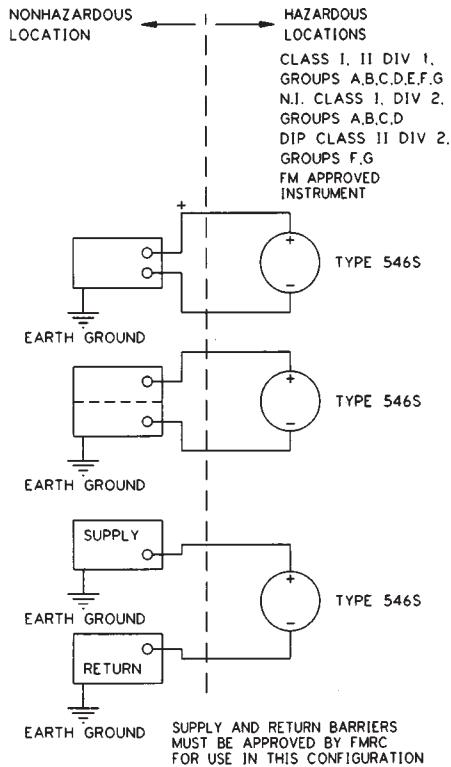 NONHAZARDOUS
LOCATION
HAZARDOUS
LOCATIONS
CLASS I, II DIV 1,
GROUPS A,B,C,D,E,F,G
N.I. CLASS I, DIV 2,
GROUPS A,B,C,D
DIP CLASS II DIV 2,
GROUPS F,G
FM APPROVED
INSTRUMENT
+
+
−
TYPE 546S
EARTH GROUND
+
−
TYPE 546S
EARTH GROUND
SUPPLY
+
−
TYPE 546S
EARTH GROUND
RETURN
EARTH GROUND
SUPPLY AND RETURN BARRIERS
MUST BE APPROVED BY FMRC
FOR USE IN THIS CONFIGURATION